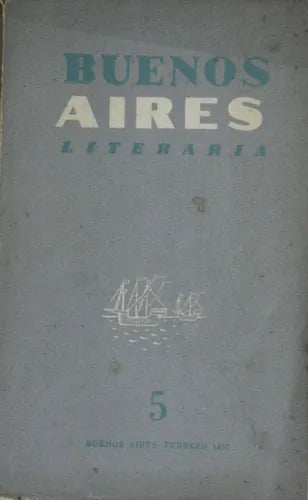 BUENOS
AIRES
LITERARIA
5
BUENOS AIRES, FEBRERO